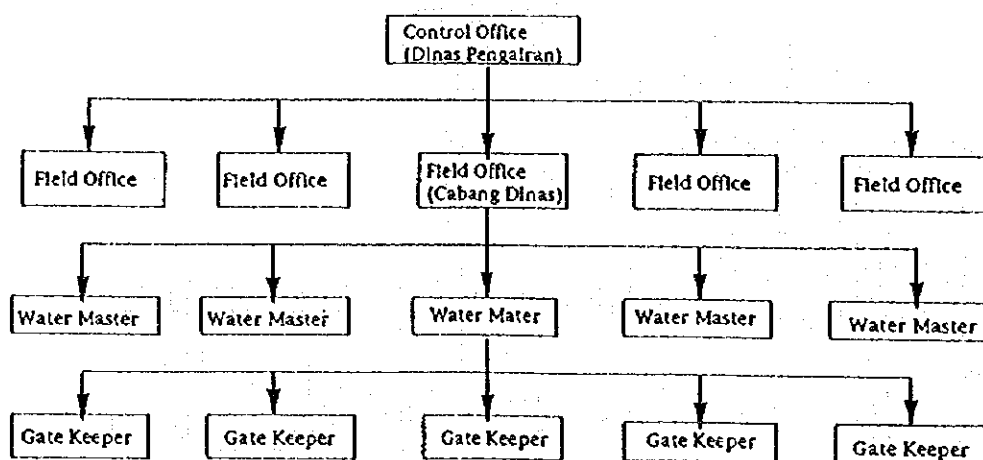 Control Office
(Dinas Pengairan)
Field Office
Field Office
Field Office
(Cabang Dinas)
Field Office
Field Office
Water Master
Water Master
Water Mater
Water Master
Water Master
Gate Keeper
Gate Keeper
Gate Keeper
Gate Keeper
Gate Keeper